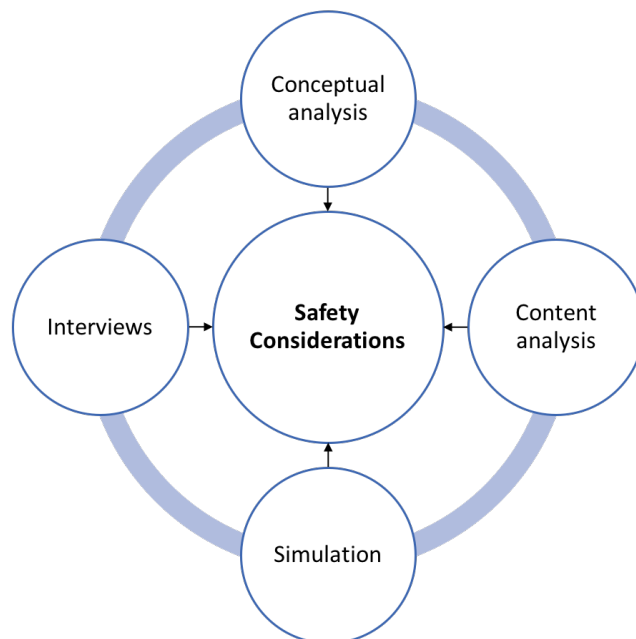 Conceptual
analysis
Interviews
Safety
Considerations
Content
analysis
Simulation